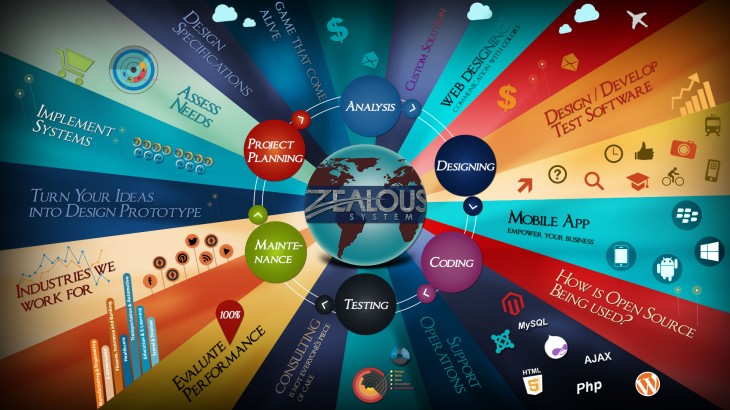 DESIGN
SPECIFICATIONS
GAME THAT COMES
ALIVE
$
CUSTOM SOLUTION
WEB DESIGNING
COMMUNICATION WITH COLORS
$
DESIGN / DEVELOP
TEST SOFTWARE
ASSESS
NEEDS
IMPLEMENT
SYSTEMS
ANALYSIS
PROJECT
PLANNING
DESIGNING
ZEALOUS
SYSTEM
TURN YOUR IDEAS
INTO DESIGN PROTOTYPE
MOBILE APP
EMPOWER YOUR BUSINESS
MAINTE-
NANCE
CODING
TESTING
INDUSTRIES WE
WORK FOR
HOW IS OPEN SOURCE
BEING USED?
100%
EVALUATE
PERFORMANCE
CONSULTING
IS NOT EVERYONE'S PIECE
OF CAKE
SUPPORT
OPERATIONS
MySQL
AJAX
HTML
5
Php
Healthcare